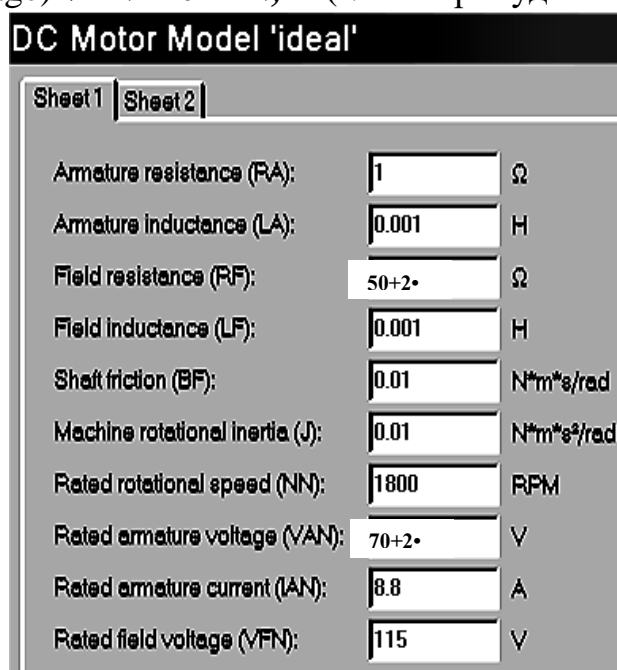 DC Motor Model 'ideal'
Sheet 1 Sheet 2
Armature resistance (RA): 1 Ω
Armature inductance (LA): 0.001 H
Field resistance (RF): 50+2• Ω
Field inductance (LF): 0.001 H
Shaft friction (BF): 0.01 N*m*s/rad
Machine rotational inertia (J): 0.01 N*m*s²/rad
Rated rotational speed (NN): 1800 RPM
Rated armature voltage (VAN): 70+2• V
Rated armature current (IAN): 8.8 A
Rated field voltage (VFN): 115 V